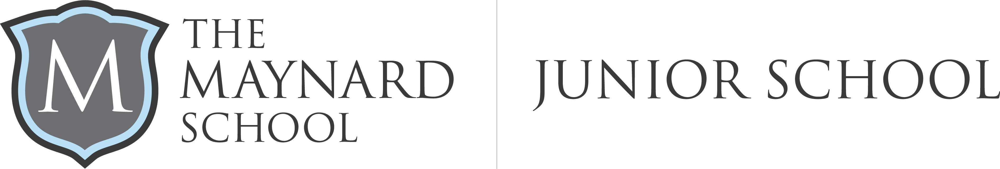 M
THE
MAYNARD
SCHOOL
JUNIOR SCHOOL